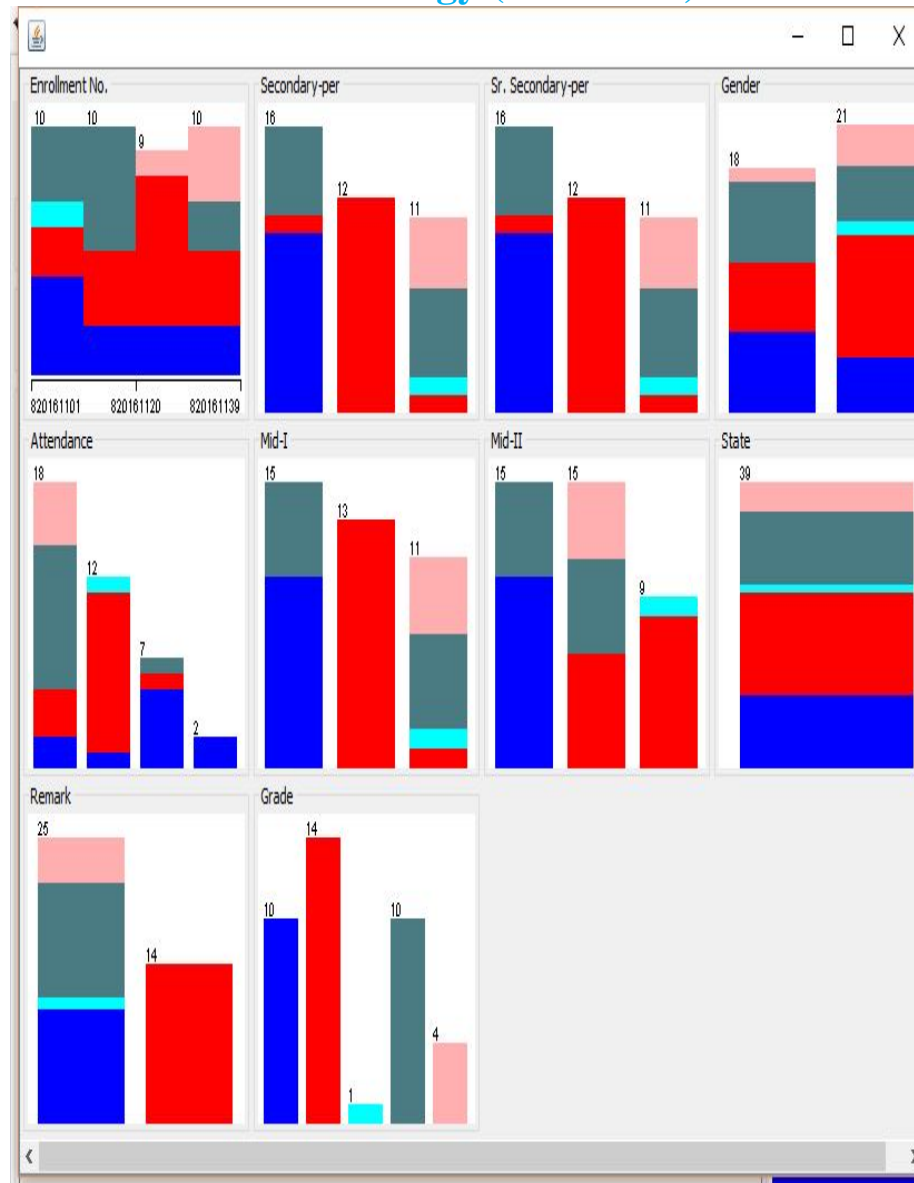 gy (
Enrollment No.
10 10 9 10
820161101 820161120 820161139
Secondary-per
16 12 11
Sr. Secondary-per
16 12 11
Gender
18 21
Attendance
18 12 7 2
Mid-I
15 13 11
Mid-II
15 15 9
State
39
Remark
25 14
Grade
10 14 1 10 4